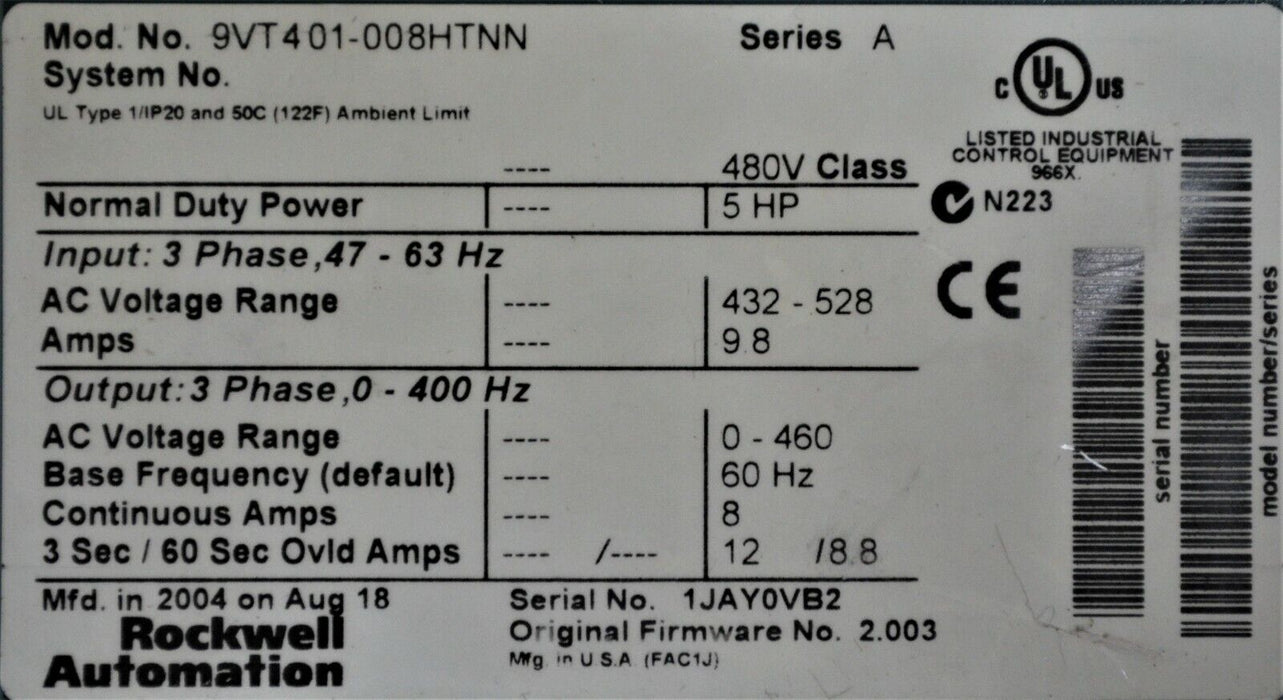 Mod. No. 9VT401-008HTNN Series A
System No.
UL Type 1/IP20 and 50C (122F) Ambient Limit
C UL US
LISTED INDUSTRIAL
CONTROL EQUIPMENT
966X
---- 480V Class
Normal Duty Power ---- 5 HP
N223
Input: 3 Phase,47 - 63 Hz
AC Voltage Range ---- 432 - 528
CE
Amps ---- 9.8
Output:3 Phase,0 - 400 Hz
AC Voltage Range ---- 0 - 460
Base Frequency (default) ---- 60 Hz
Continuous Amps ---- 8
3 Sec / 60 Sec Ovld Amps ---- /---- 12 /8.8
serial number
model number/series
Mfd. in 2004 on Aug 18
Serial No. 1JAY0VB2
Rockwell
Automation
Original Firmware No. 2.003
Mfg. in U.S.A. (FAC1J)